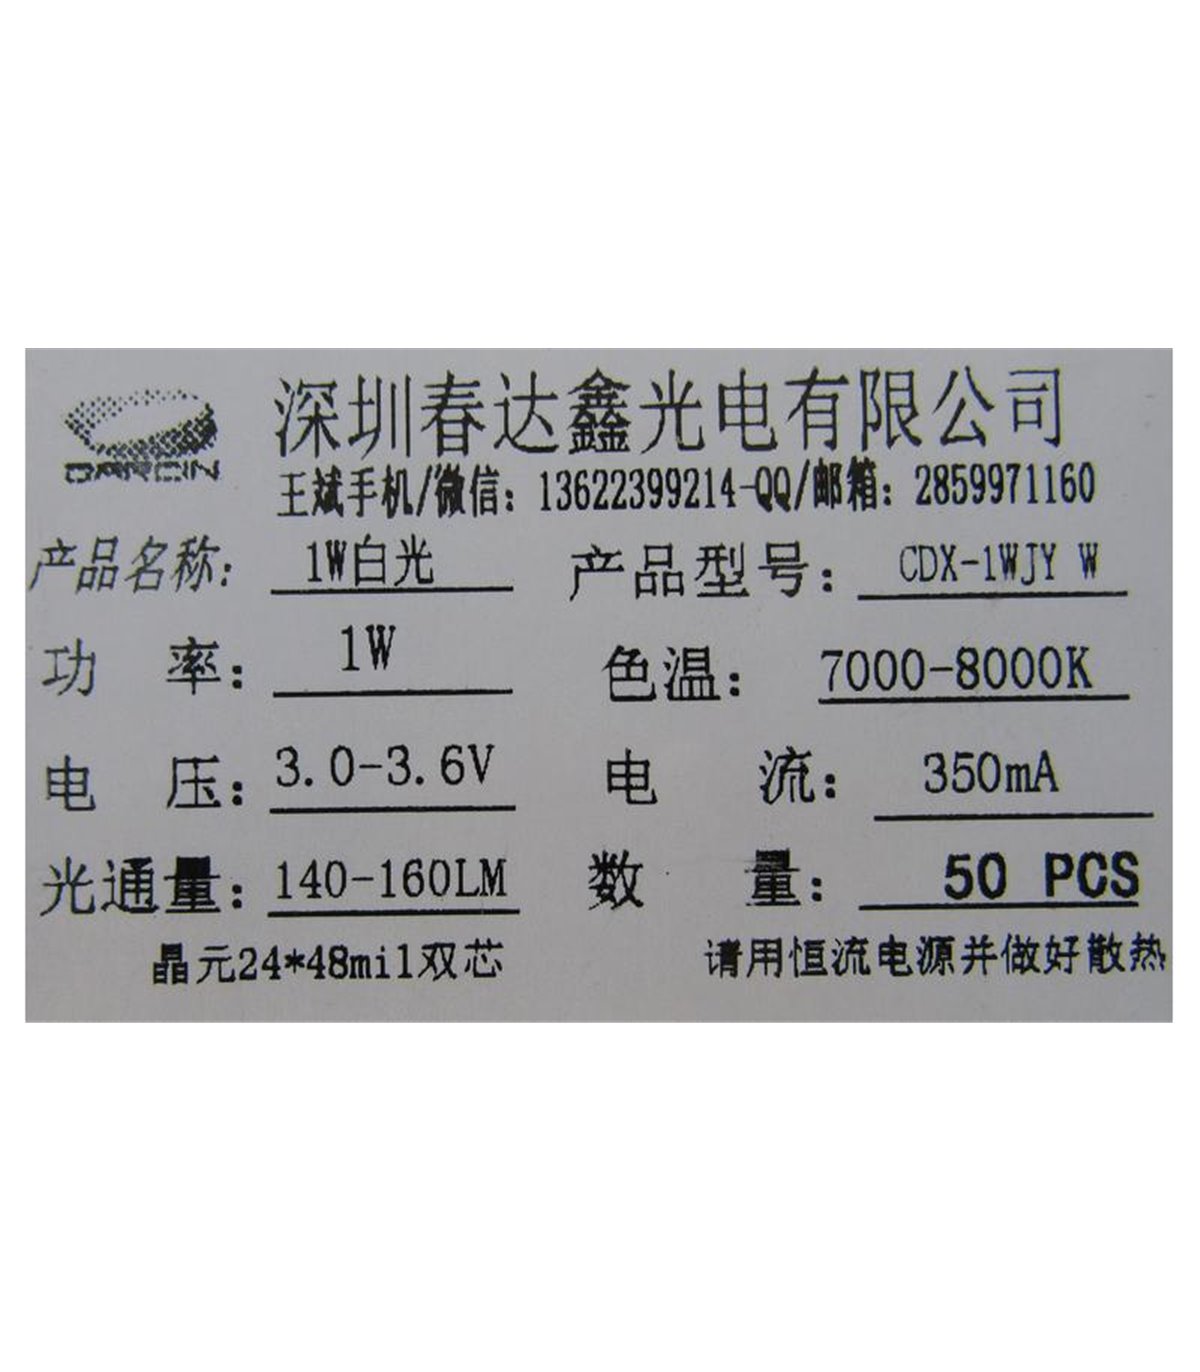 深圳春达鑫光电有限公司
王斌手机/微信：13622399214-QQ/邮箱：2859971160
产品名称：1W白光 产品型号：CDX-1WJY W
功 率：1W 色温：7000-8000K
电 压：3.0-3.6V 电 流：350mA
光通量：140-160LM 数 量：50 PCS
晶元24*48mil双芯 请用恒流电源并做好散热